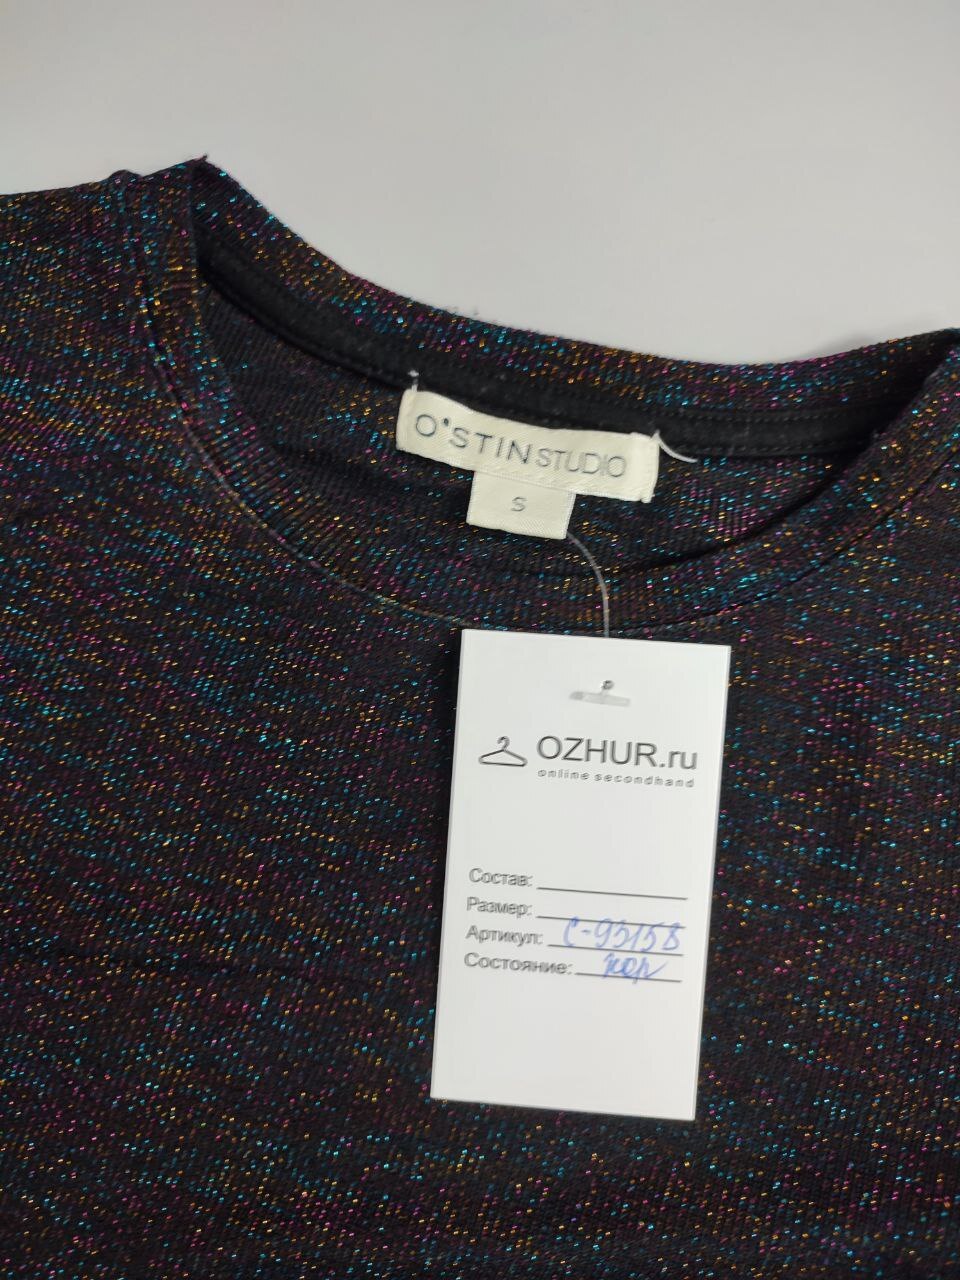 O'STIN STUDIO
S
OZHUR.ru
online secondhand
Состав:
Размер:
Артикул: С-93158
Состояние: хор